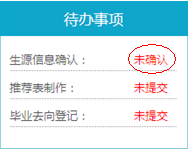 待办事项
生源信息确认： 未确认
推荐表制作： 未提交
毕业去向登记： 未提交